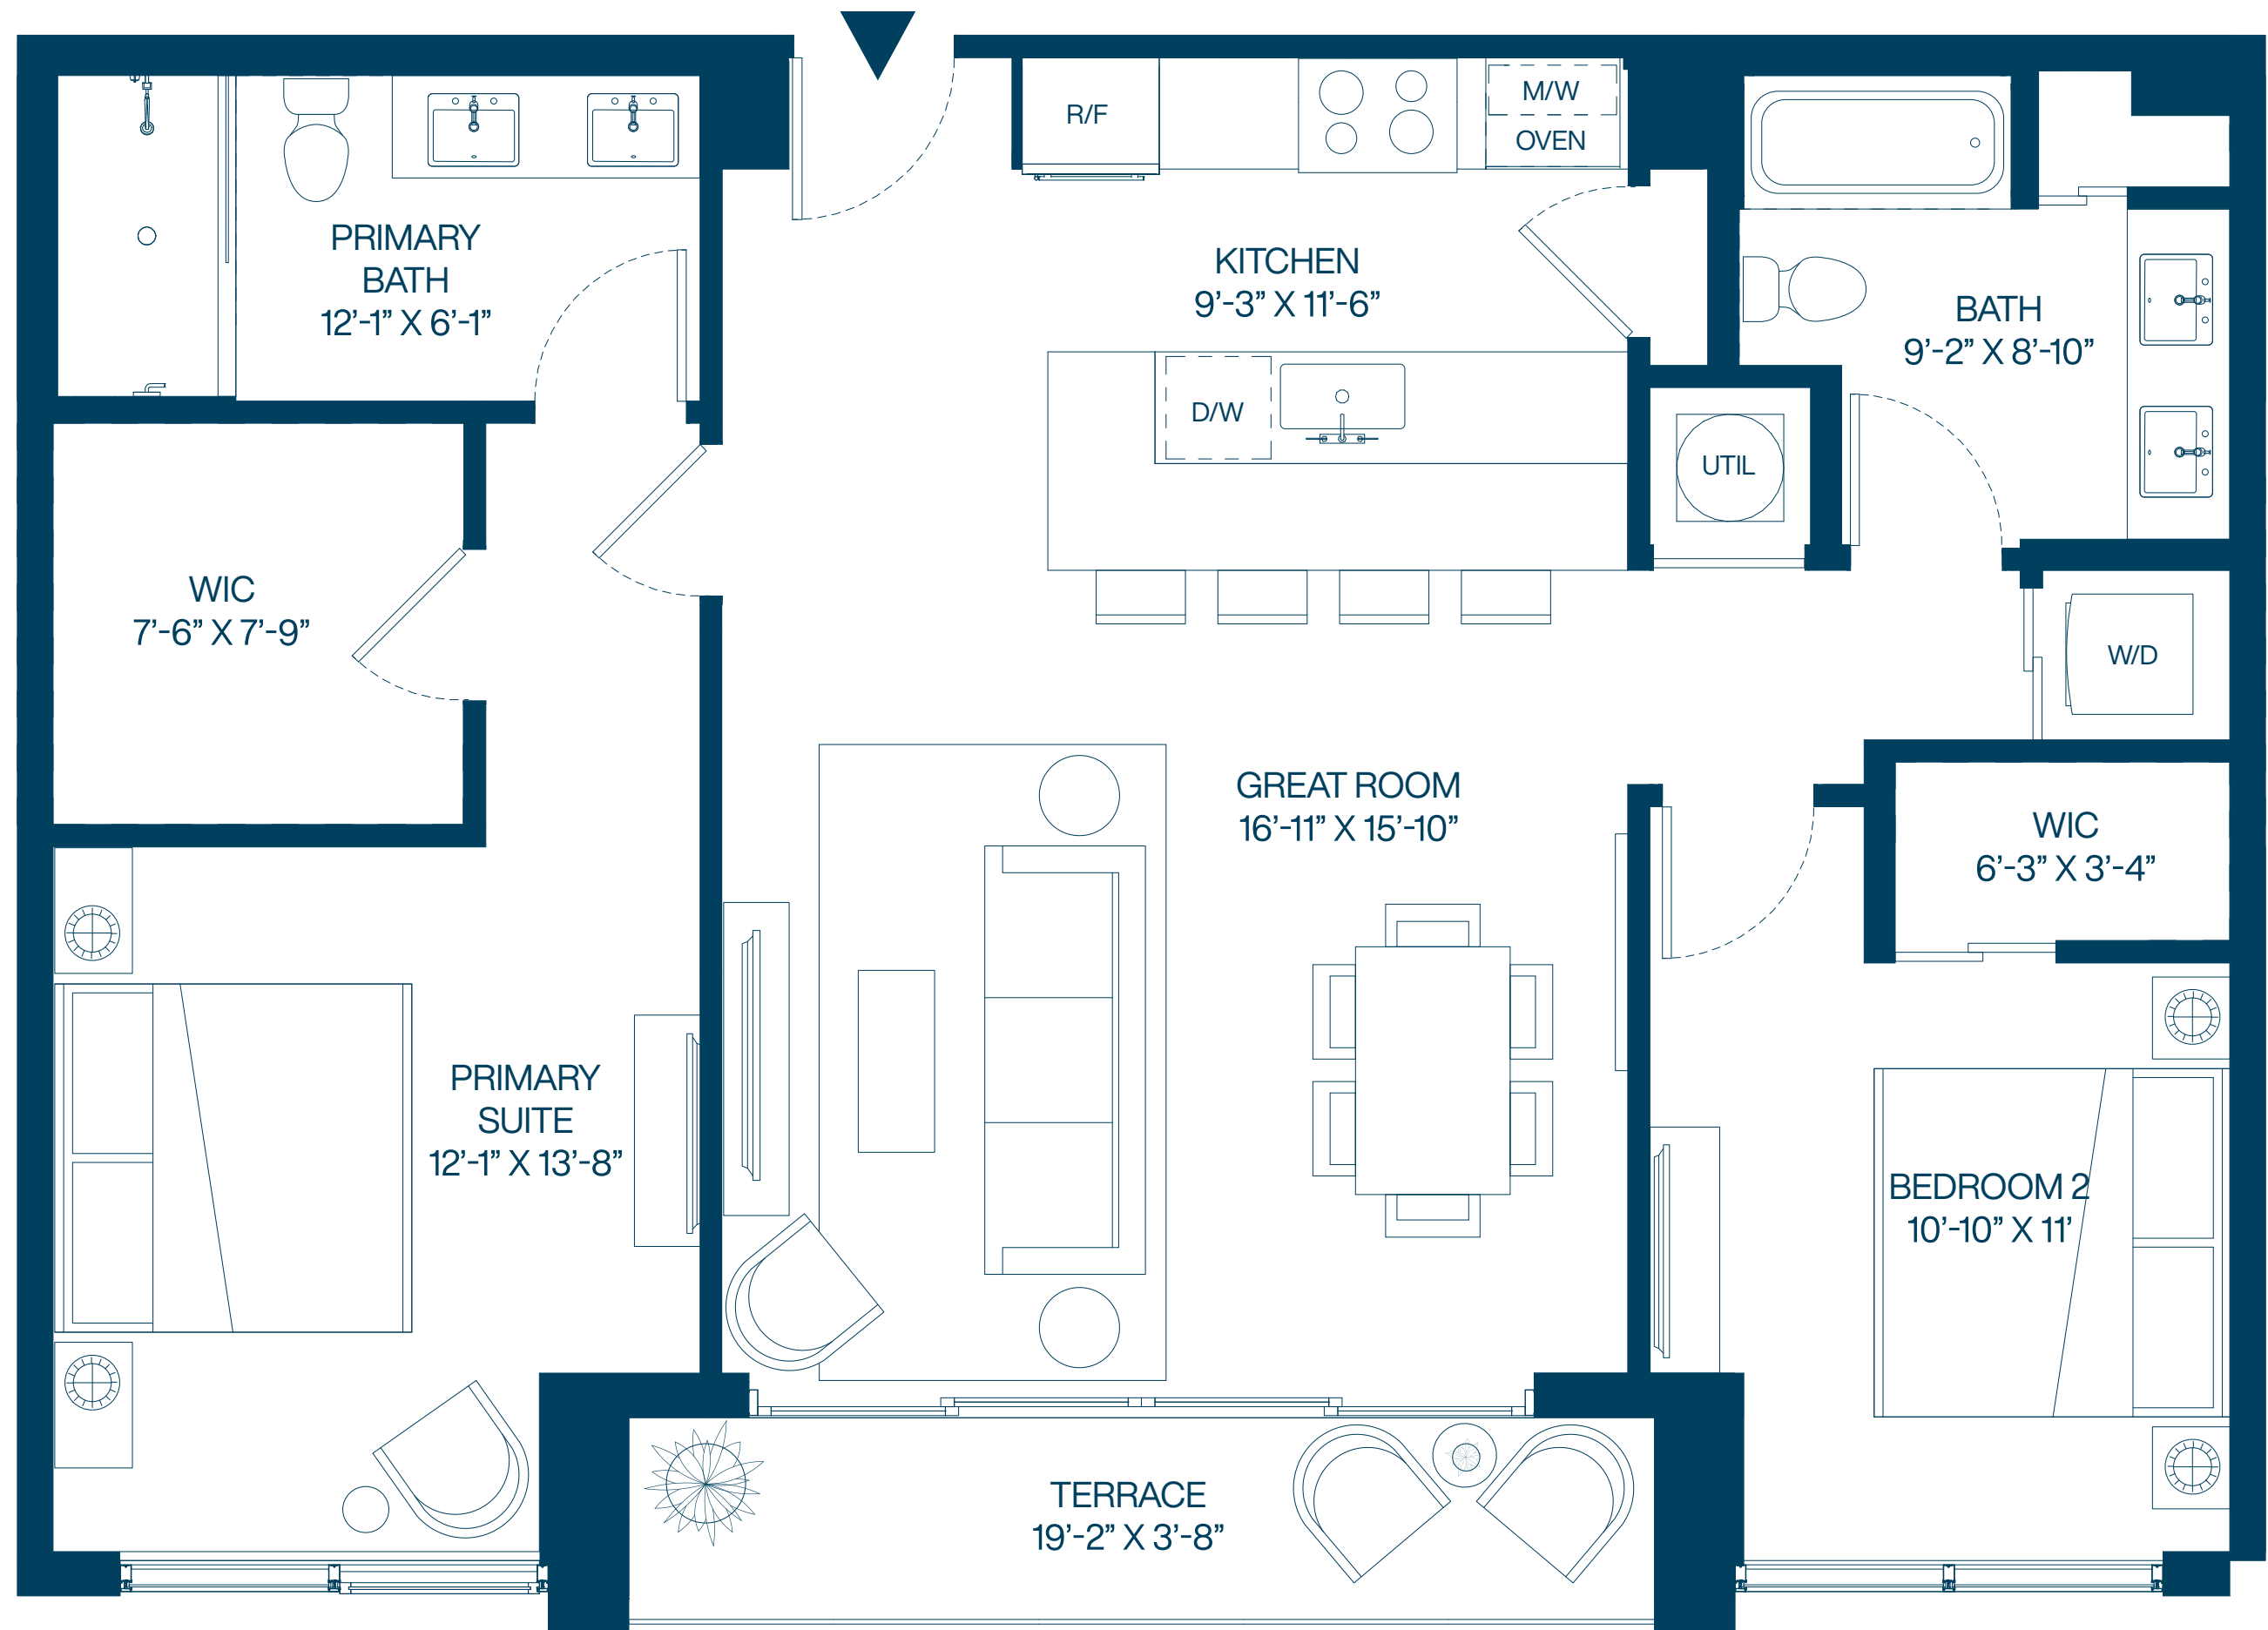 R/F
M/W
OVEN
PRIMARY
BATH
12’-1” X 6’-1”
KITCHEN
9’-3” X 11’-6”
BATH
9’-2” X 8’-10”
D/W
UTIL
WIC
7’-6” X 7’-9”
W/D
GREAT ROOM
16’-11” X 15’-10”
WIC
6’-3” X 3’-4”
PRIMARY
SUITE
12’-1” X 13’-8”
BEDROOM 2
10’-10” X 11’
TERRACE
19’-2” X 3’-8”